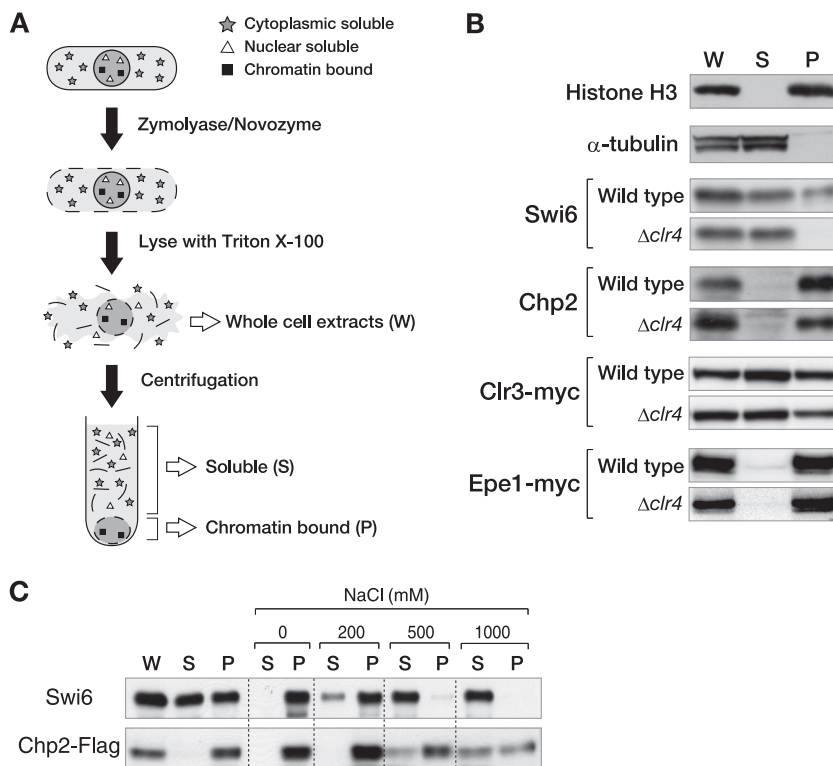 A
Cytoplasmic soluble
Nuclear soluble
Chromatin bound
Zymolyase/Novozyme
Lyse with Triton X-100
Whole cell extracts (W)
Centrifugation
Soluble (S)
Chromatin bound (P)
B
W S P
Histone H3
α-tubulin
Swi6
Wild type
Δclr4
Chp2
Wild type
Δclr4
Clr3-myc
Wild type
Δclr4
Epe1-myc
Wild type
Δclr4
C
NaCl (mM)
0 200 500 1000
W S P S P S P S P S P
Swi6
Chp2-Flag